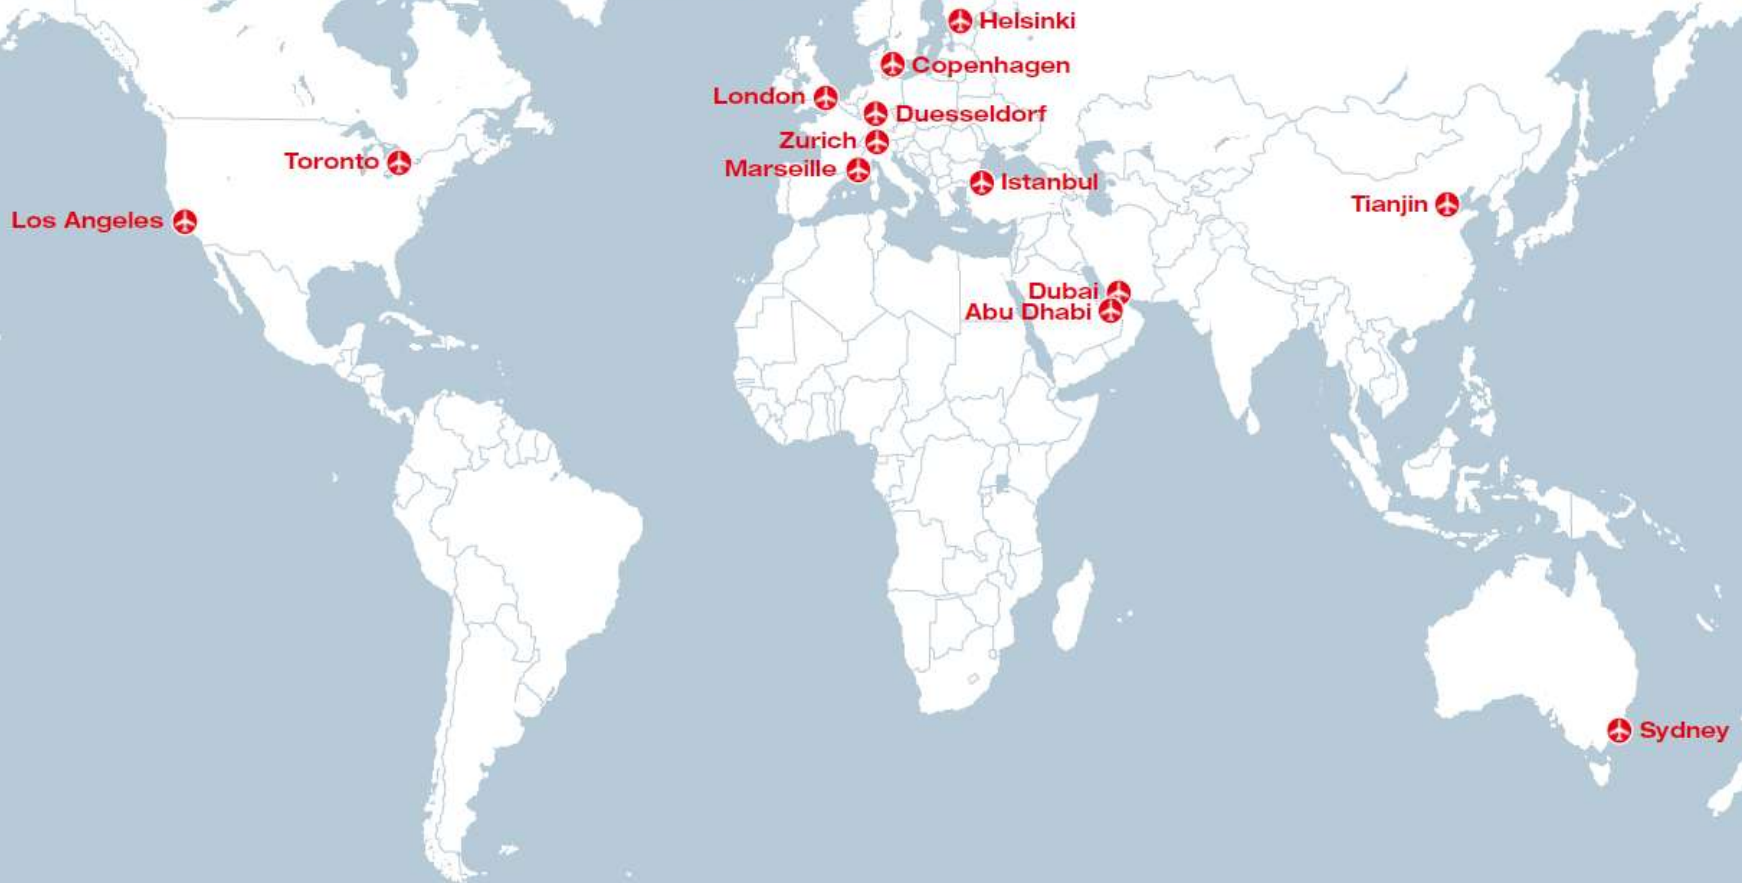 Helsinki
Copenhagen
London
Duesseldorf
Zurich
Toronto
Marseille
Istanbul
Tianjin
Los Angeles
Dubai
Abu Dhabi
Sydney